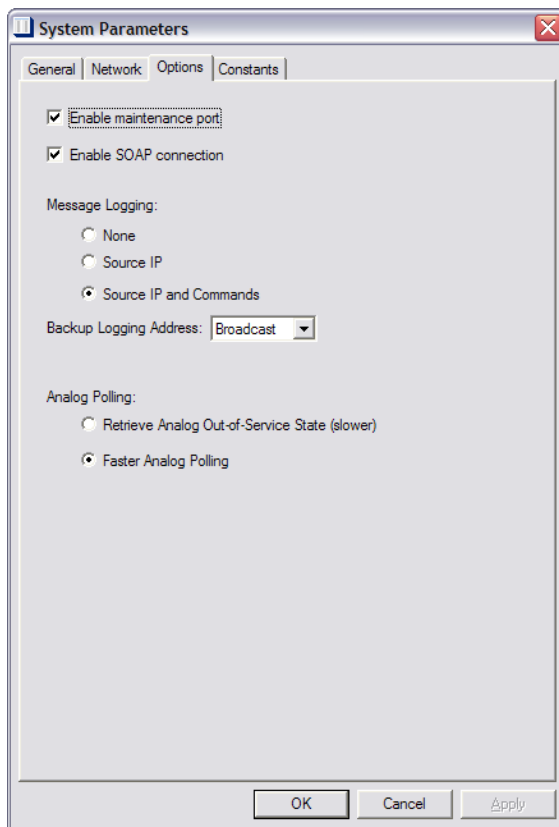 System Parameters
General Network Options Constants
Enable maintenance port
Enable SOAP connection
Message Logging:
None
Source IP
Source IP and Commands
Backup Logging Address: Broadcast
Analog Polling:
Retrieve Analog Out-of-Service State (slower)
Faster Analog Polling
OK Cancel Apply